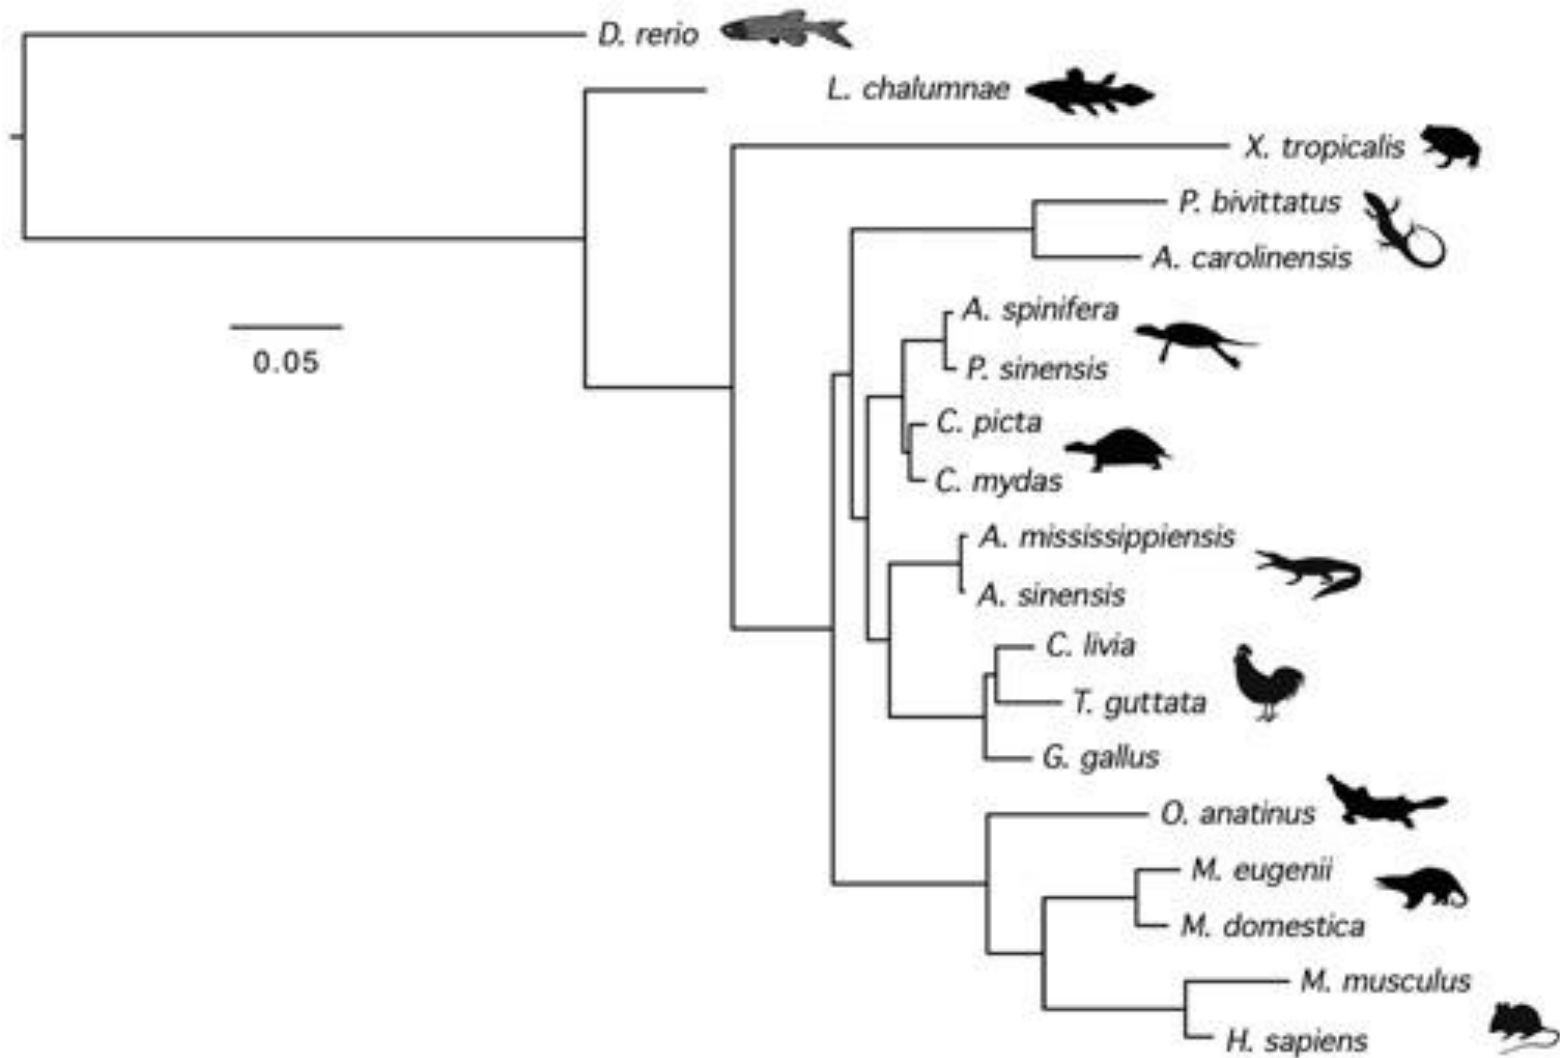 D. rerio
L. chalumnae
X. tropicalis
P. bivittatus
A. carolinensis
A. spinifera
0.05
P. sinensis
C. picta
C. mydas
A. mississippiensis
A. sinensis
C. livia
T. guttata
G. gallus
O. anatinus
M. eugenii
M. domestica
M. musculus
H. sapiens